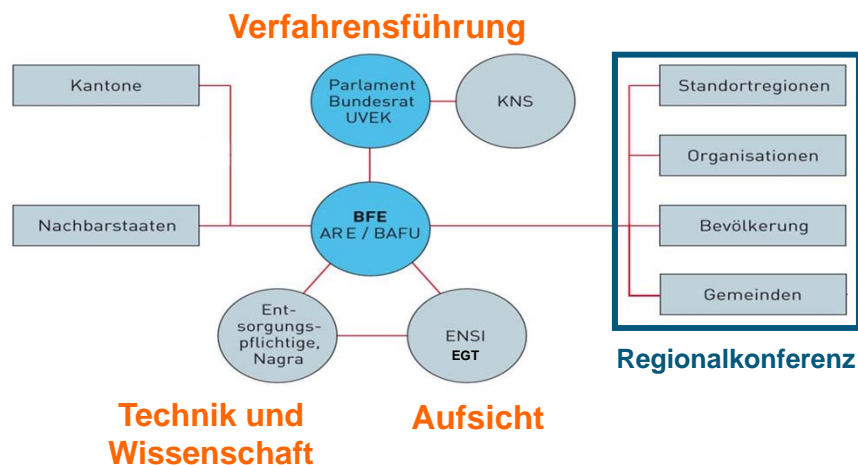 Verfahrensführung
Kantone
Parlament
Bundesrat
UVEK
KNS
Standortregionen
Organisationen
Nachbarstaaten
BFE
ARE / BAFU
Bevölkerung
Gemeinden
Ent-
sorgungs-
pflichtige,
Nagra
ENSI
EGT
Regionalkonferenz
Technik und
Wissenschaft
Aufsicht